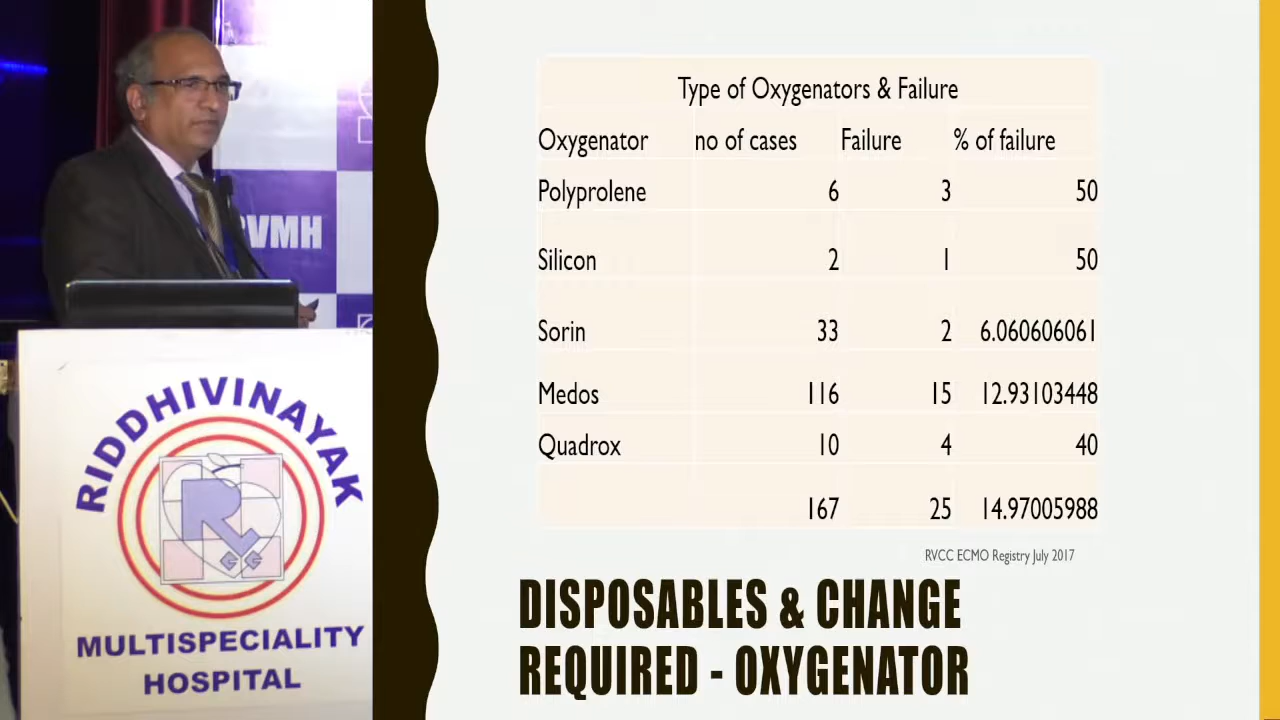 Type of Oxygenators & Failure
Oxygenator no of cases Failure % of failure
Polyprolene 6 3 50
Silicon 2 1 50
Sorin 33 2 6.060606061
Medos 116 15 12.93103448
Quadrox 10 4 40
167 25 14.97005988
RVCC ECMO Registry July 2017
DISPOSABLES & CHANGE
REQUIRED - OXYGENATOR
VMH
RIDDHIVINAYAK
R
CC
MULTISPECIALITY
HOSPITAL